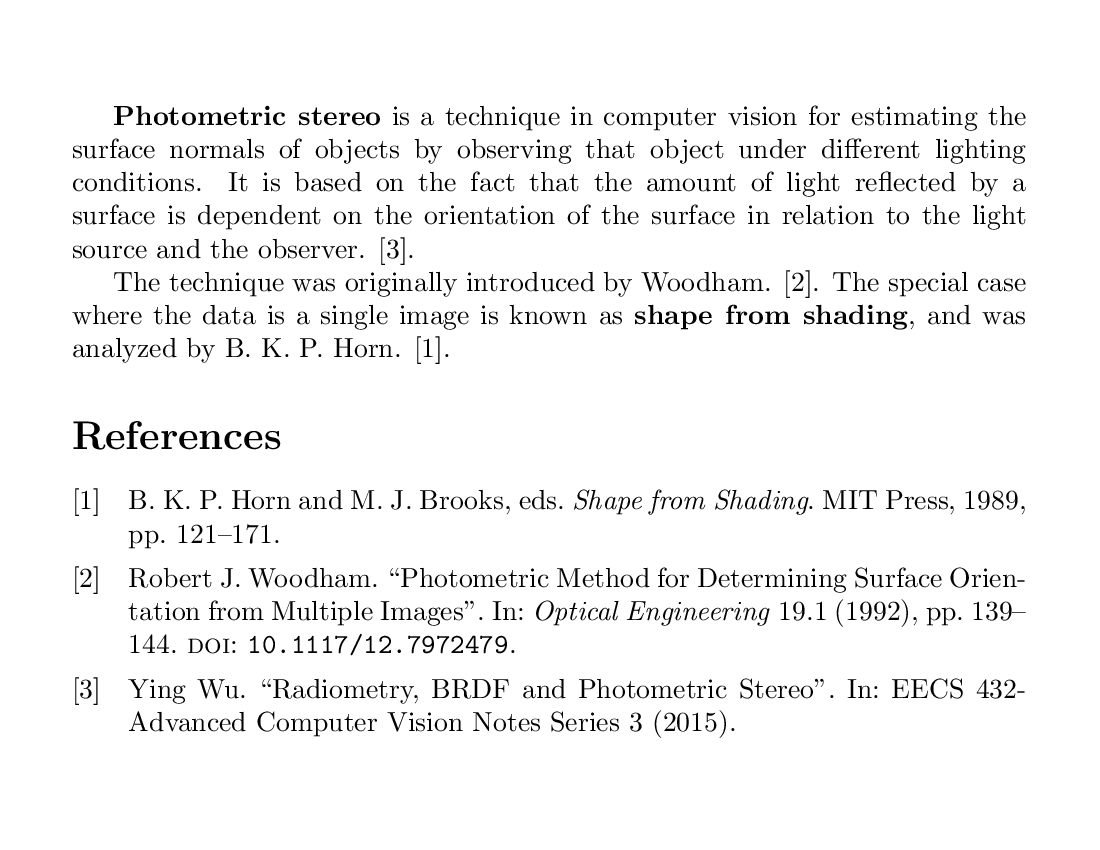 Photometric stereo is a technique in computer vision for estimating the
surface normals of objects by observing that object under different lighting
conditions. It is based on the fact that the amount of light reflected by a
surface is dependent on the orientation of the surface in relation to the light
source and the observer. [3].
The technique was originally introduced by Woodham. [2]. The special case
where the data is a single image is known as shape from shading, and was
analyzed by B. K. P. Horn. [1].
References
[1] B. K. P. Horn and M. J. Brooks, eds. Shape from Shading. MIT Press, 1989,
pp. 121–171.
[2] Robert J. Woodham. “Photometric Method for Determining Surface Orien-
tation from Multiple Images”. In: Optical Engineering 19.1 (1992), pp. 139–
144. DOI: 10.1117/12.7972479.
[3] Ying Wu. “Radiometry, BRDF and Photometric Stereo”. In: EECS 432-
Advanced Computer Vision Notes Series 3 (2015).